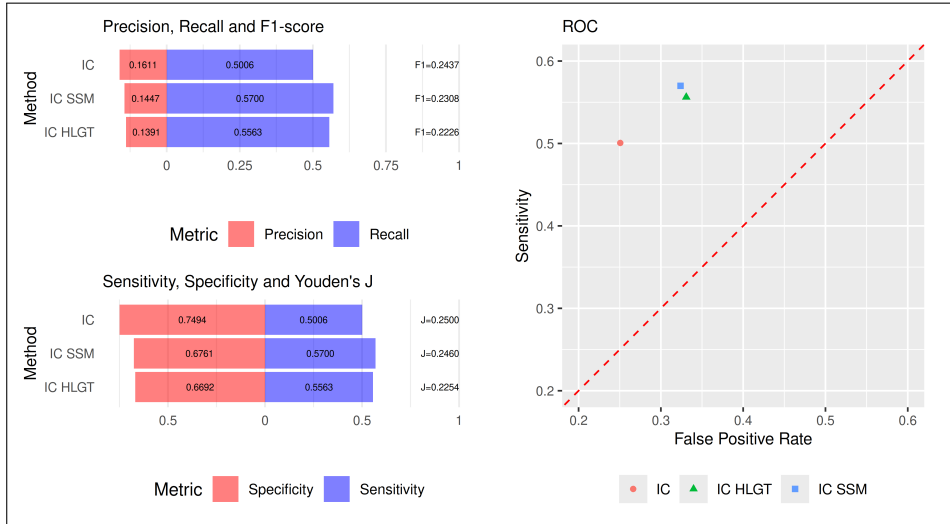 Precision, Recall and F1-score
Method
IC
0.1611
0.5006
F1=0.2437
IC SSM
0.1447
0.5700
F1=0.2308
IC HLGT
0.1391
0.5563
F1=0.2226
0
0.25
0.5
0.75
1
Metric
Precision
Recall
Sensitivity, Specificity and Youden's J
Method
IC
0.7494
0.5006
J=0.2500
IC SSM
0.6761
0.5700
J=0.2460
IC HLGT
0.6692
0.5563
J=0.2254
0.5
0
0.5
1
Metric
Specificity
Sensitivity
ROC
Sensitivity
0.6
0.5
0.4
0.3
0.2
0.2
0.3
0.4
0.5
0.6
False Positive Rate
IC
IC HLGT
IC SSM